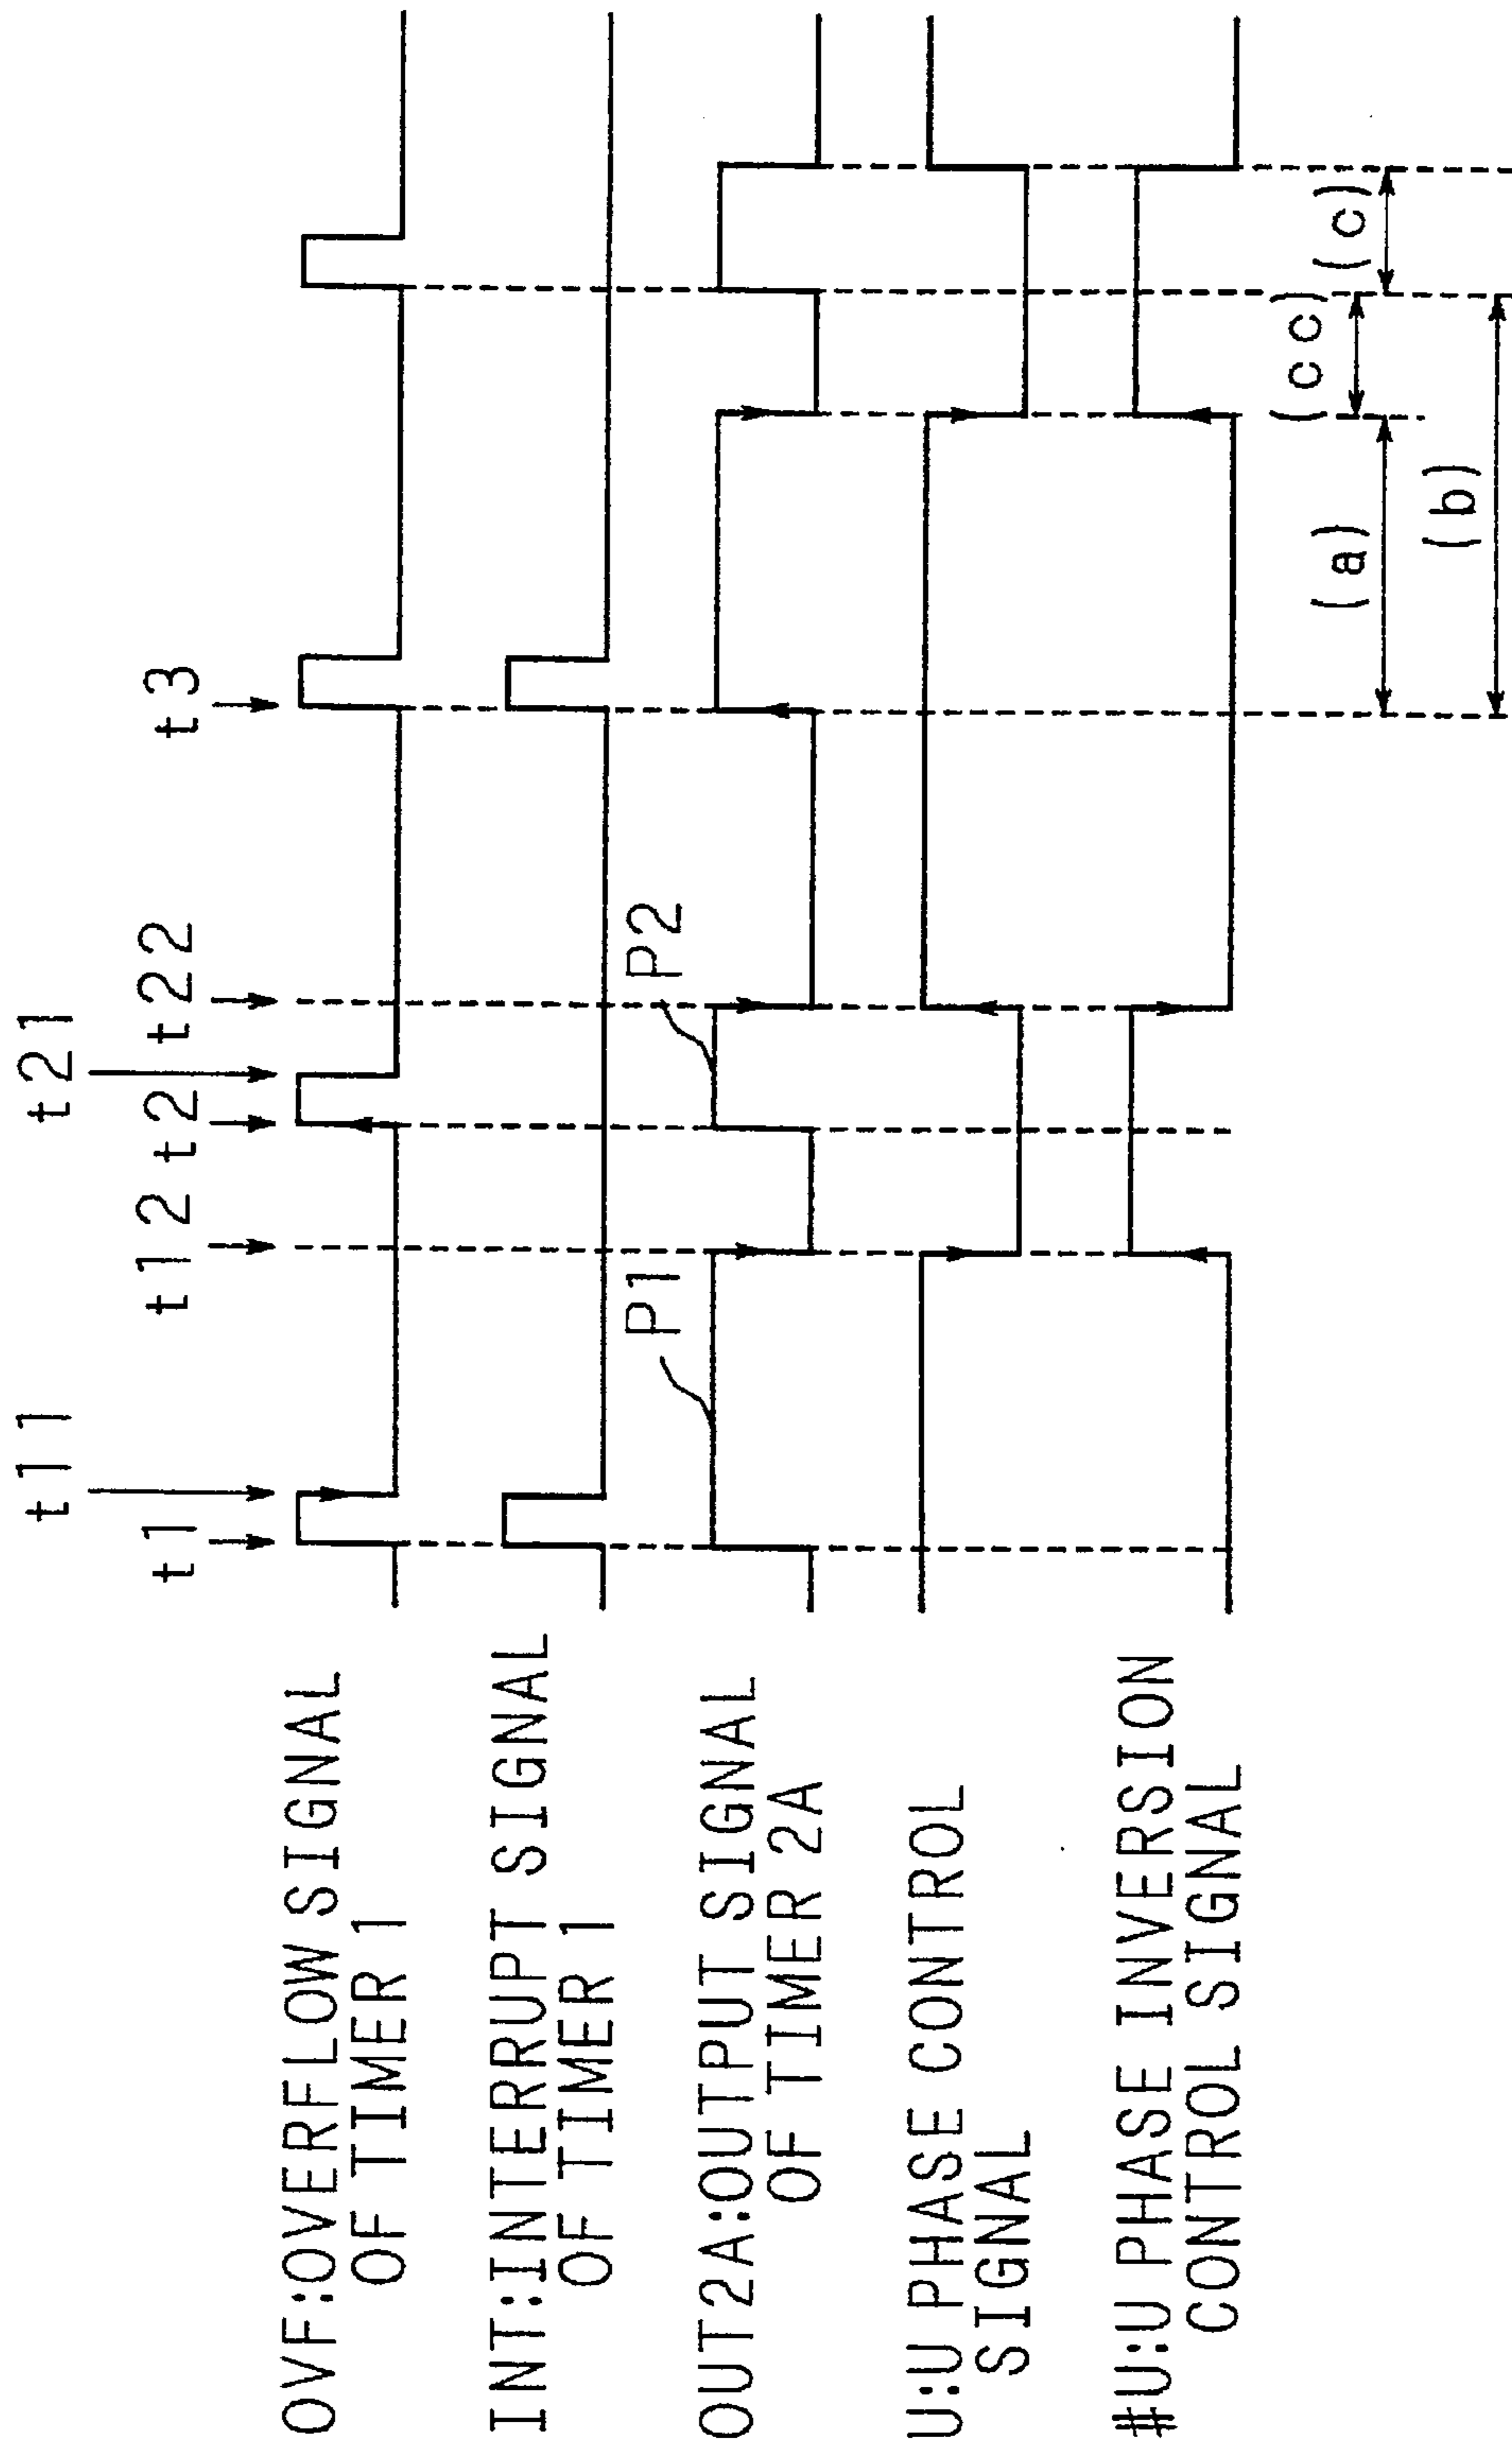 t11
t21
t1
t12
t2
t22
t3
OVF:OVERFLOW SIGNAL
OF TIMER 1
INT:INTERRUPT SIGNAL
OF TIMER 1
P1
P2
OUT2A:OUTPUT SIGNAL
OF TIMER 2A
U:U PHASE CONTROL
SIGNAL
#U:U PHASE INVERSION
CONTROL SIGNAL
(cc)
(c)
(a)
(b)